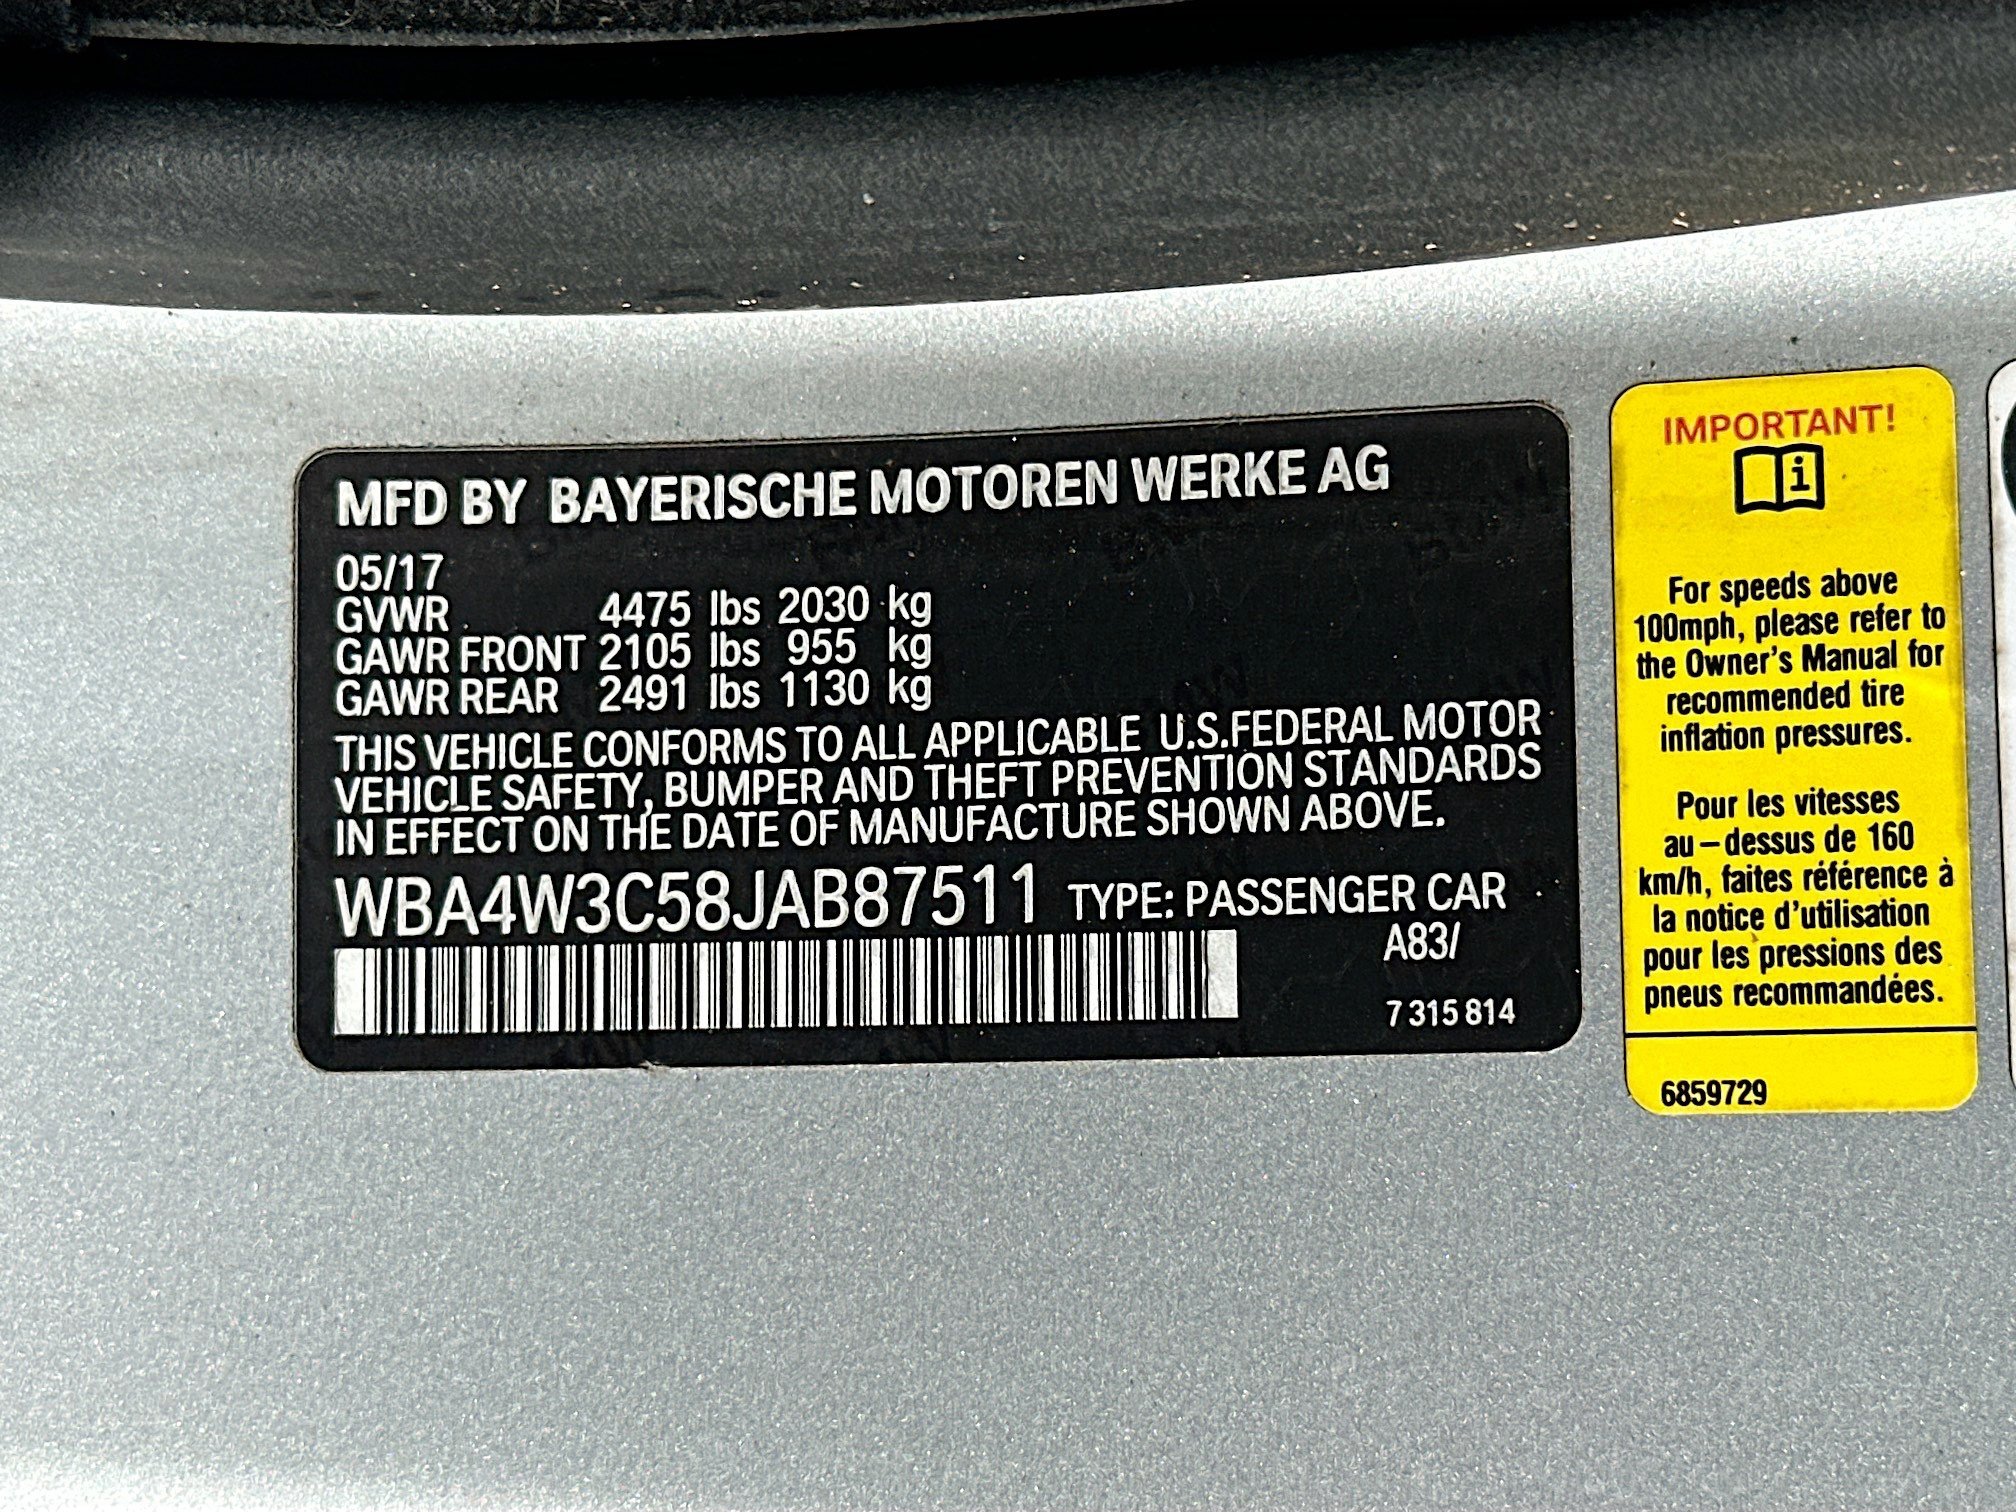 MFD BY BAYERISCHE MOTOREN WERKE AG
05/17
GVWR 4475 lbs 2030 kg
GAWR FRONT 2105 lbs 955 kg
GAWR REAR 2491 lbs 1130 kg
THIS VEHICLE CONFORMS TO ALL APPLICABLE U.S.FEDERAL MOTOR
VEHICLE SAFETY, BUMPER AND THEFT PREVENTION STANDARDS
IN EFFECT ON THE DATE OF MANUFACTURE SHOWN ABOVE.
WBA4W3C58JAB87511 TYPE: PASSENGER CAR
A83/
7 315 814
IMPORTANT!
i
For speeds above
100mph, please refer to
the Owner's Manual for
recommended tire
inflation pressures.
Pour les vitesses
au-dessus de 160
km/h, faites référence à
la notice d'utilisation
pour les pressions des
pneus recommandées.
6859729